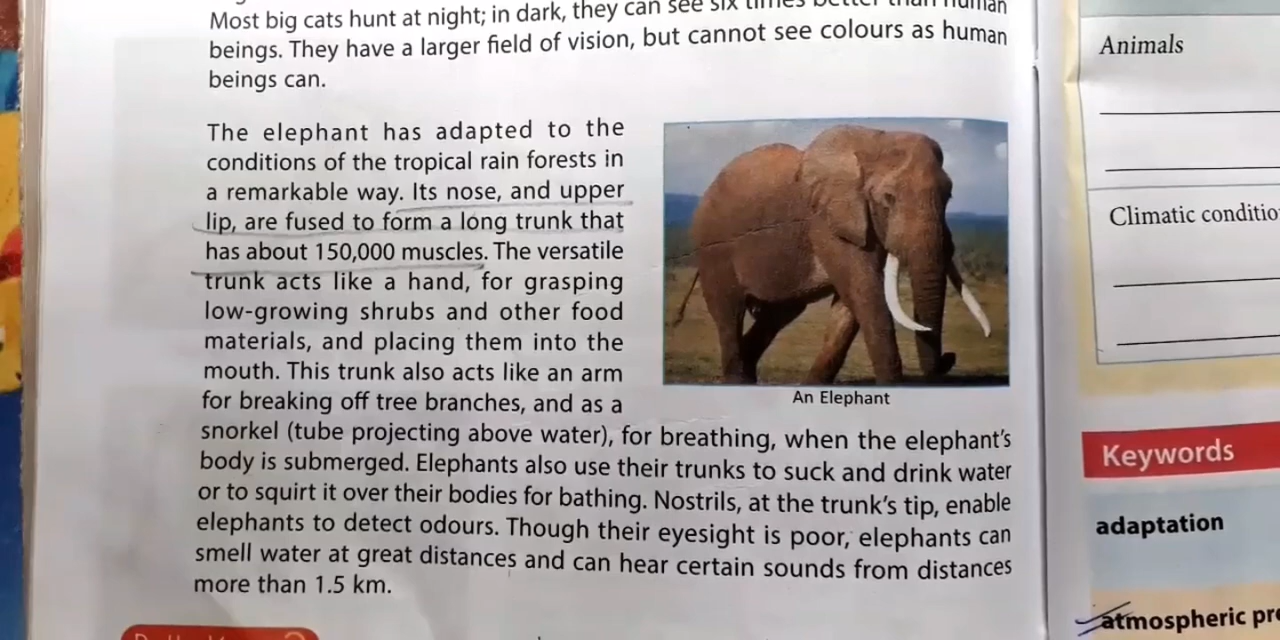 Most big cats hunt at night; in dark, they can see six times better than human
beings. They have a larger field of vision, but cannot see colours as human
beings can.
The elephant has adapted to the
conditions of the tropical rain forests in
a remarkable way. Its nose, and upper
lip, are fused to form a long trunk that
has about 150,000 muscles. The versatile
trunk acts like a hand, for grasping
low-growing shrubs and other food
materials, and placing them into the
mouth. This trunk also acts like an arm
for breaking off tree branches, and as a
snorkel (tube projecting above water), for breathing, when the elephant's
body is submerged. Elephants also use their trunks to suck and drink water
or to squirt it over their bodies for bathing. Nostrils, at the trunk's tip, enable
elephants to detect odours. Though their eyesight is poor, elephants can
smell water at great distances and can hear certain sounds from distances
more than 1.5 km.
An Elephant
Animals
Climatic conditio
Keywords
adaptation
atmospheric pre